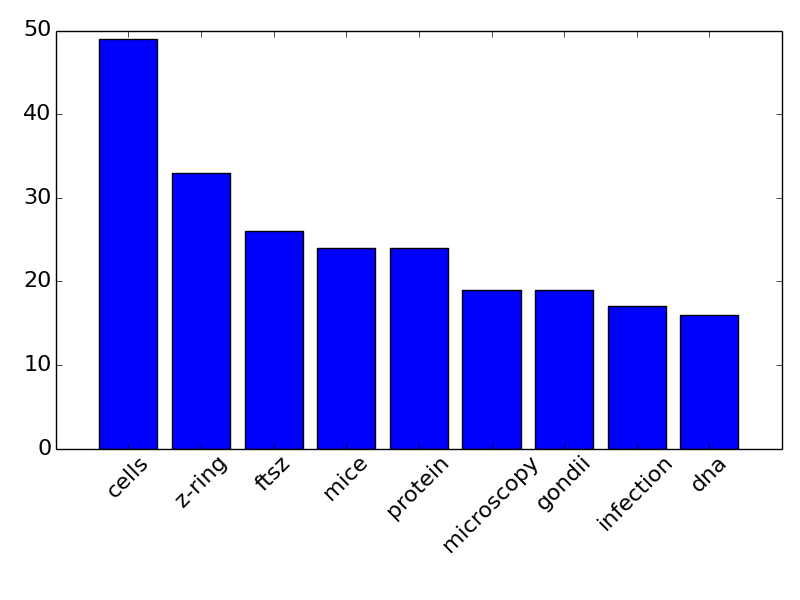 50
40
30
20
10
0
cells
z-ring
ftsz
mice
protein
microscopy
gondii
infection
dna